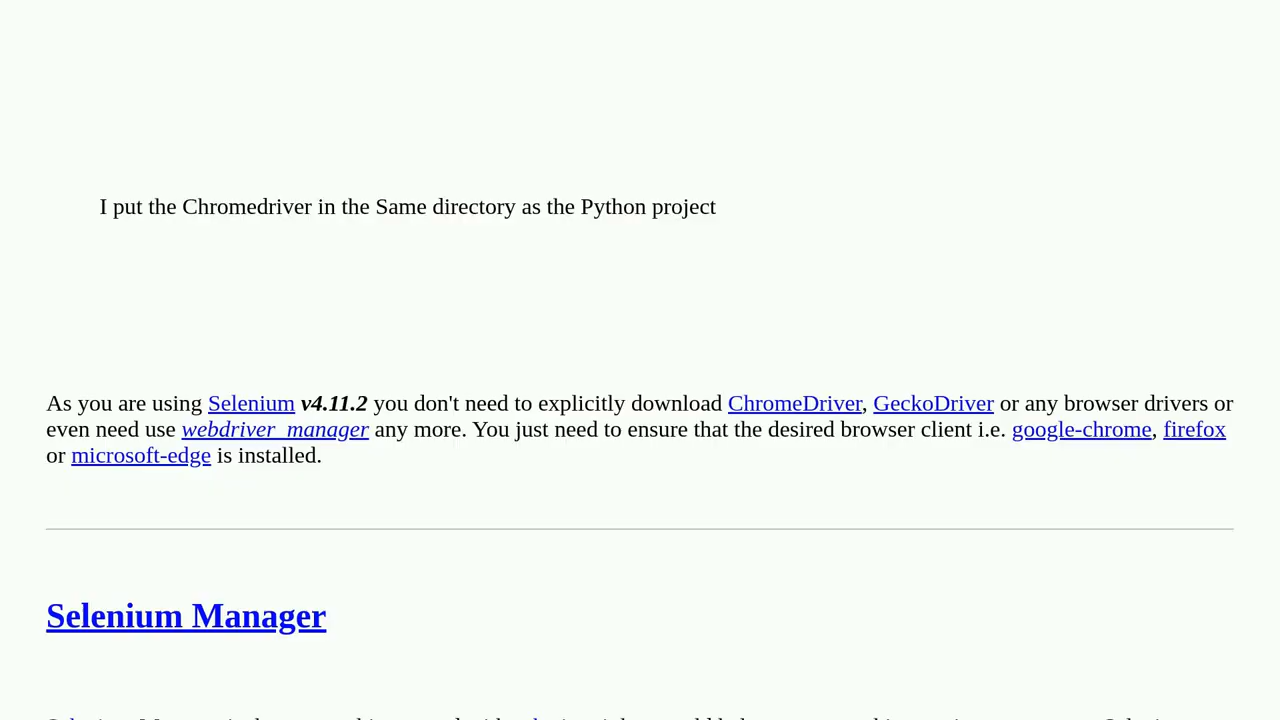 I put the Chromedriver in the Same directory as the Python project
As you are using Selenium v4.11.2 you don't need to explicitly download ChromeDriver, GeckoDriver or any browser drivers or
even need use webdriver_manager any more. You just need to ensure that the desired browser client i.e. google-chrome, firefox
or microsoft-edge is installed.
Selenium Manager